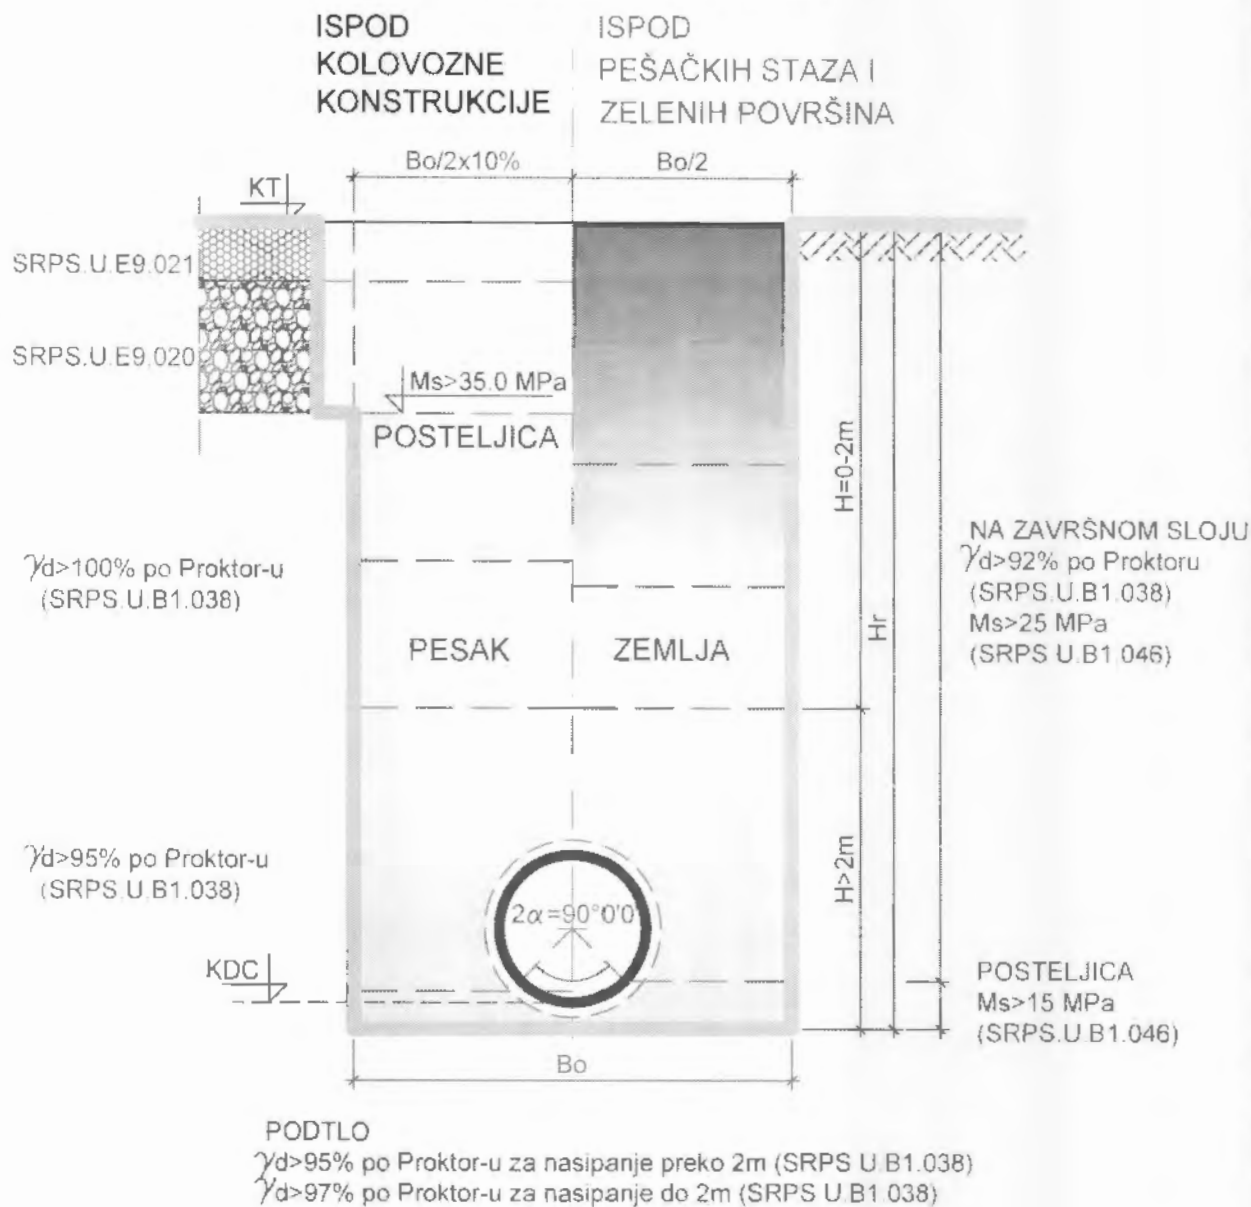 ISPOD
KOLOVOZNE
KONSTRUKCIJE
ISPOD
PEŠAČKIH STAZA I
ZELENIH POVRŠINA
Bo/2x10%
Bo/2
KT
SRPS.U.E9.021
SRPS.U.E9.020
Ms>35.0 MPa
POSTELJICA
H=0-2m
Hr
NA ZAVRŠNOM SLOJU
γd>92% po Proktoru
(SRPS.U.B1.038)
Ms>25 MPa
(SRPS U.B1.046)
γd>100% po Proktor-u
(SRPS.U.B1.038)
PESAK
ZEMLJA
γd>95% po Proktor-u
(SRPS.U.B1.038)
H>2m
2α=90°0'0
KDC
POSTELJICA
Ms>15 MPa
(SRPS.U.B1.046)
Bo
PODTLO
γd>95% po Proktor-u za nasipanje preko 2m (SRPS U.B1.038)
γd>97% po Proktor-u za nasipanje do 2m (SRPS U.B1.038)